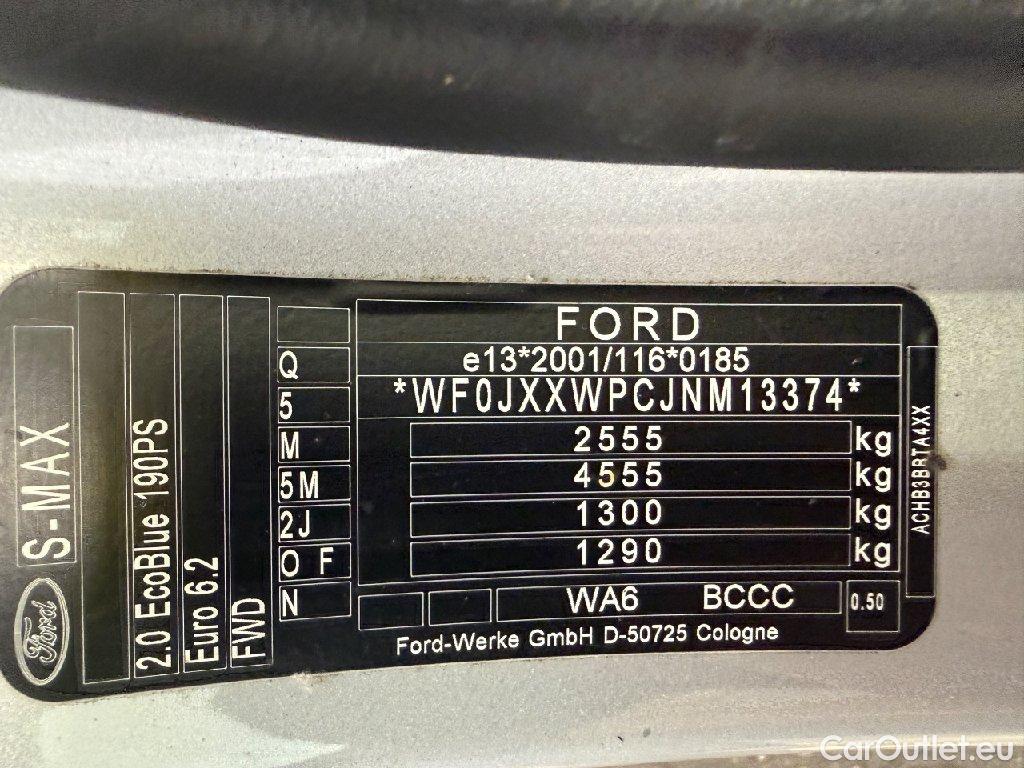 FORD
e13*2001/116*0185
*WF0JXXWPCJNM13374*
2555 kg
4555 kg
1300 kg
1290 kg
WA6 BCCC
0.50
Ford-Werke GmbH D-50725 Cologne
Q
5
M
5M
2J
O F
N
Ford
S-MAX
2.0 EcoBlue 190PS
Euro 6.2
FWD
ACHB3BRTA4XX
CarOutlet.eu